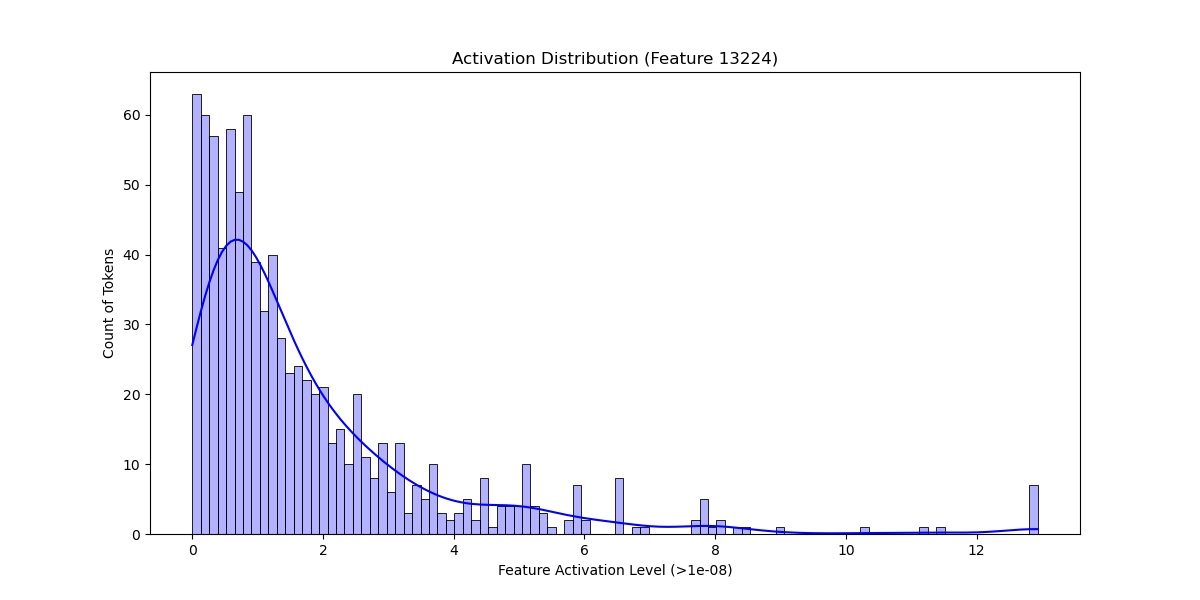 Activation Distribution (Feature 13224)
60
50
40
30
20
10
0
Count of Tokens
0 2 4 6 8 10 12
Feature Activation Level (>1e-08)